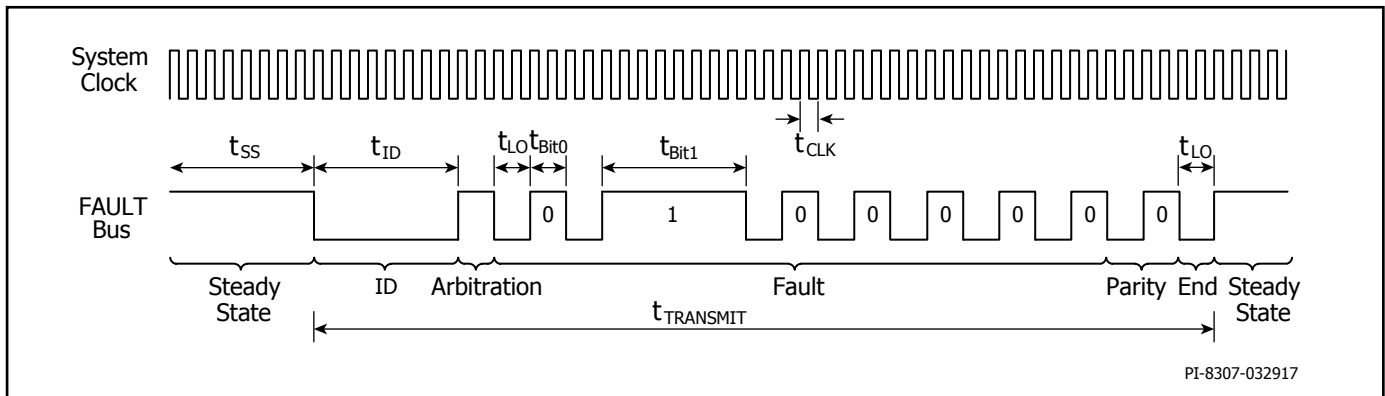 System
Clock
tSS
tID
tLO
tBit0
tBit1
tCLK
tLO
FAULT
Bus
0
1
0
0
0
0
0
0
Steady
State
ID
Arbitration
Fault
Parity
End
Steady
State
tTRANSMIT
PI-8307-032917